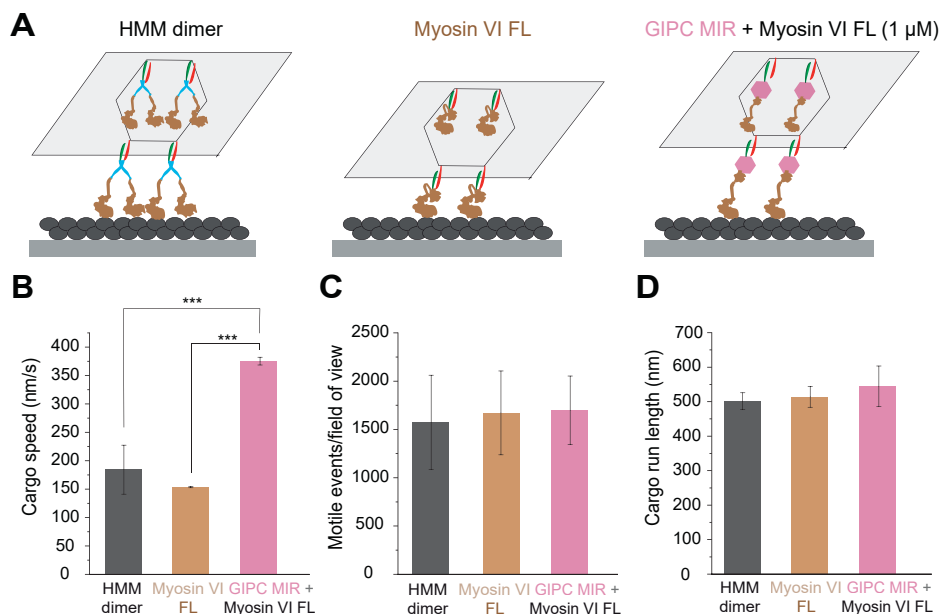 A
HMM dimer
Myosin VI FL
GIPC MIR + Myosin VI FL (1 μM)
B
C
D
***
***
Cargo speed (nm/s)
400
350
300
250
200
150
100
50
0
HMM
dimer
Myosin VI
FL
GIPC MIR +
Myosin VI FL
Motile events/field of view
2500
2000
1500
1000
500
0
HMM
dimer
Myosin VI
FL
GIPC MIR +
Myosin VI FL
Cargo run length (nm)
700
600
500
400
300
200
100
0
HMM
dimer
Myosin VI
FL
GIPC MIR +
Myosin VI FL